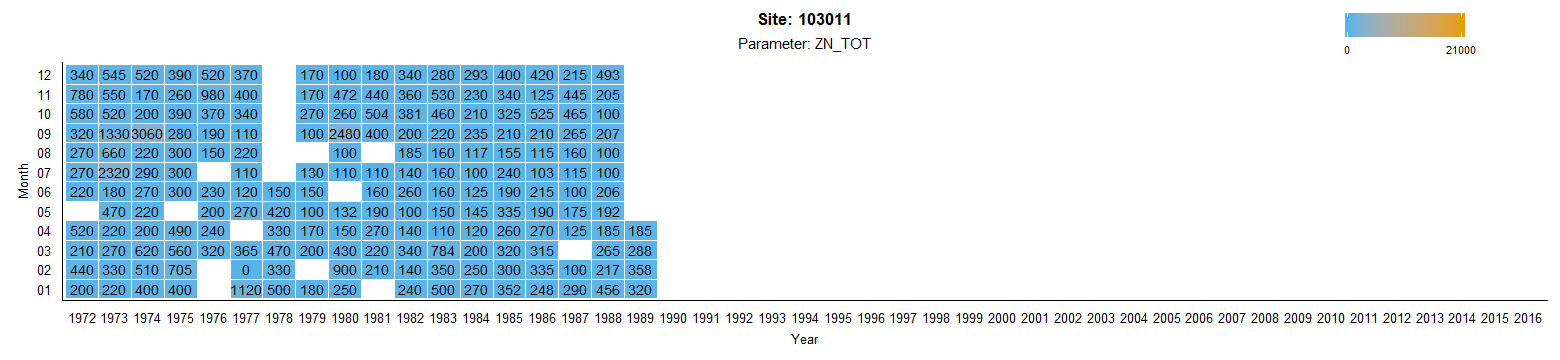 Site: 103011
Parameter: ZN_TOT
0 21000
12 340 545 520 390 520 370 170 100 180 340 280 293 400 420 215 493
11 780 550 170 260 980 400 170 472 440 360 530 230 340 125 445 205
10 580 520 200 390 370 340 270 260 504 381 460 210 325 525 465 100
09 320 1330 3060 280 190 110 100 2480 400 200 220 235 210 210 265 207
08 270 660 220 300 150 220 100 185 160 117 155 115 160 100
07 270 2320 290 300 110 130 110 110 140 160 100 240 103 115 100
Month
06 220 180 270 300 230 120 150 150 160 260 160 125 190 215 100 206
05 470 220 200 270 420 100 132 190 100 150 145 335 190 175 192
04 520 220 200 490 240 330 170 150 270 140 110 120 260 270 125 185 185
03 210 270 620 560 320 365 470 200 430 220 340 784 200 320 315 265 288
02 440 330 510 705 0 330 900 210 140 350 250 300 335 100 217 358
01 200 220 400 400 1120 500 180 250 240 500 270 352 248 290 456 320
1972 1973 1974 1975 1976 1977 1978 1979 1980 1981 1982 1983 1984 1985 1986 1987 1988 1989 1990 1991 1992 1993 1994 1995 1996 1997 1998 1999 2000 2001 2002 2003 2004 2005 2006 2007 2008 2009 2010 2011 2012 2013 2014 2015 2016
Year